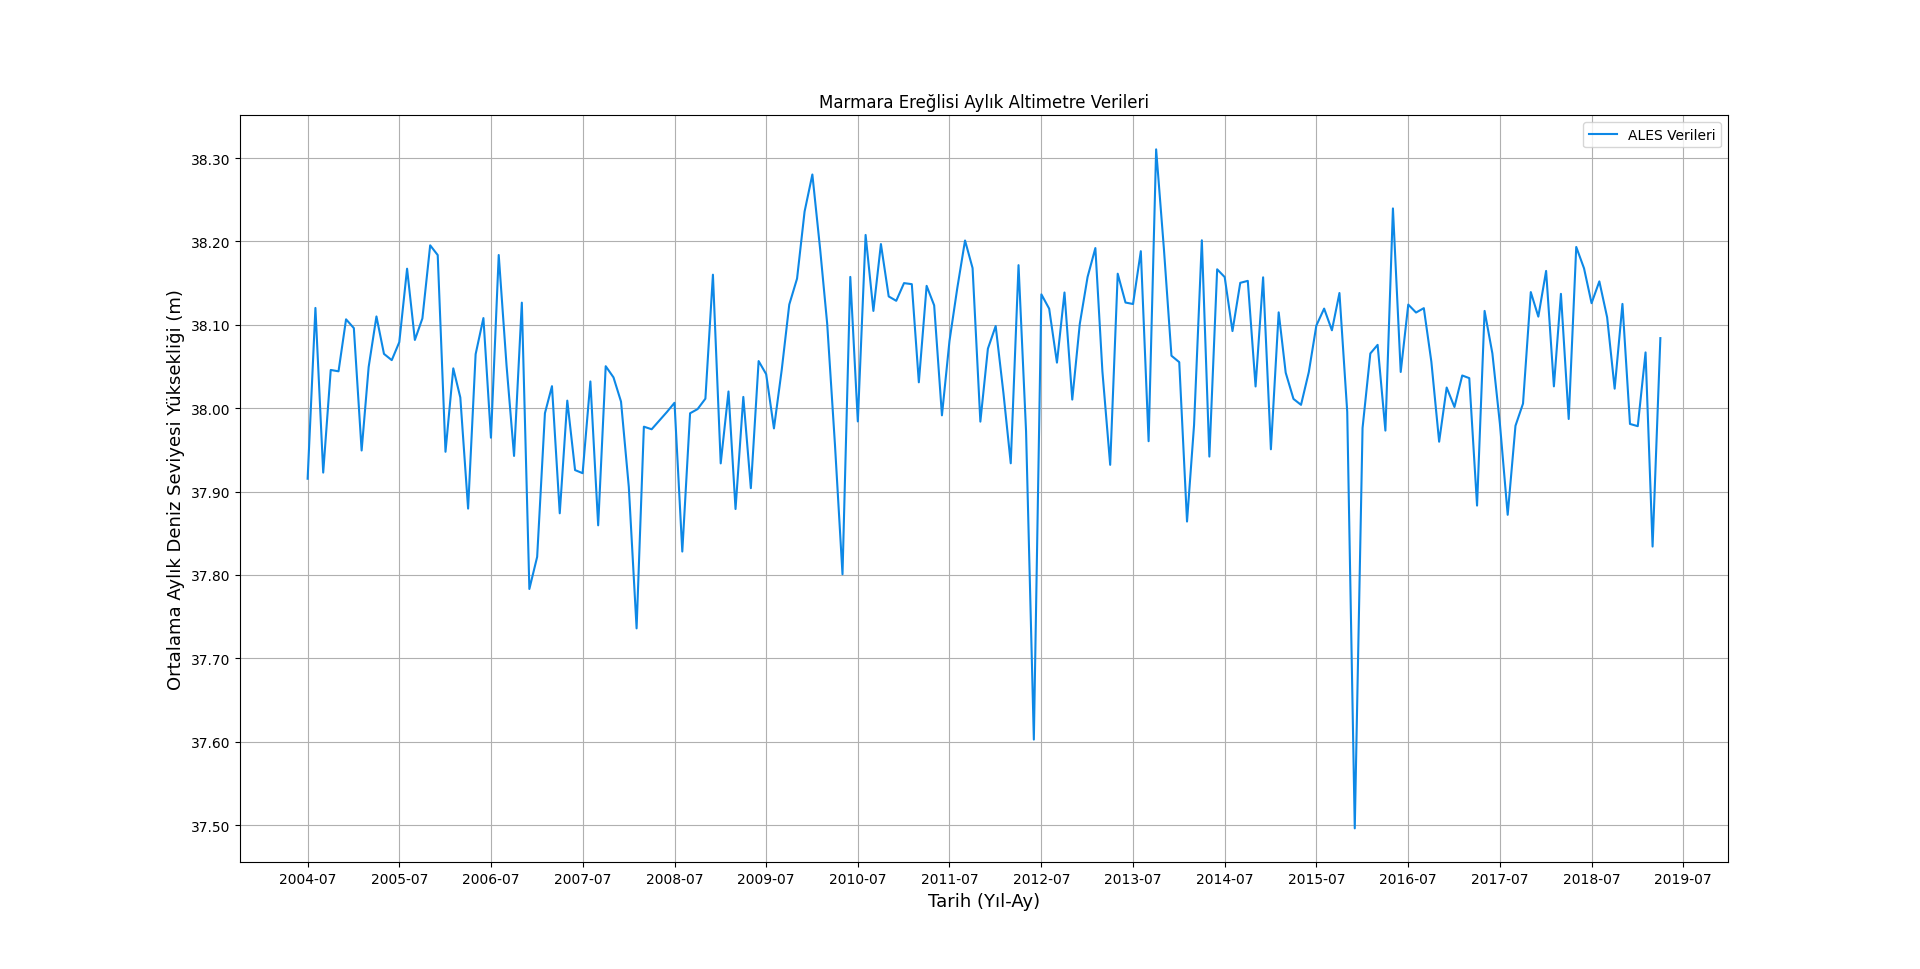 Marmara Ereğlisi Aylık Altimetre Verileri
ALES Verileri
Ortalama Aylık Deniz Seviyesi Yüksekliği (m)
38.30
38.20
38.10
38.00
37.90
37.80
37.70
37.60
37.50
2004-07 2005-07 2006-07 2007-07 2008-07 2009-07 2010-07 2011-07 2012-07 2013-07 2014-07 2015-07 2016-07 2017-07 2018-07 2019-07
Tarih (Yıl-Ay)